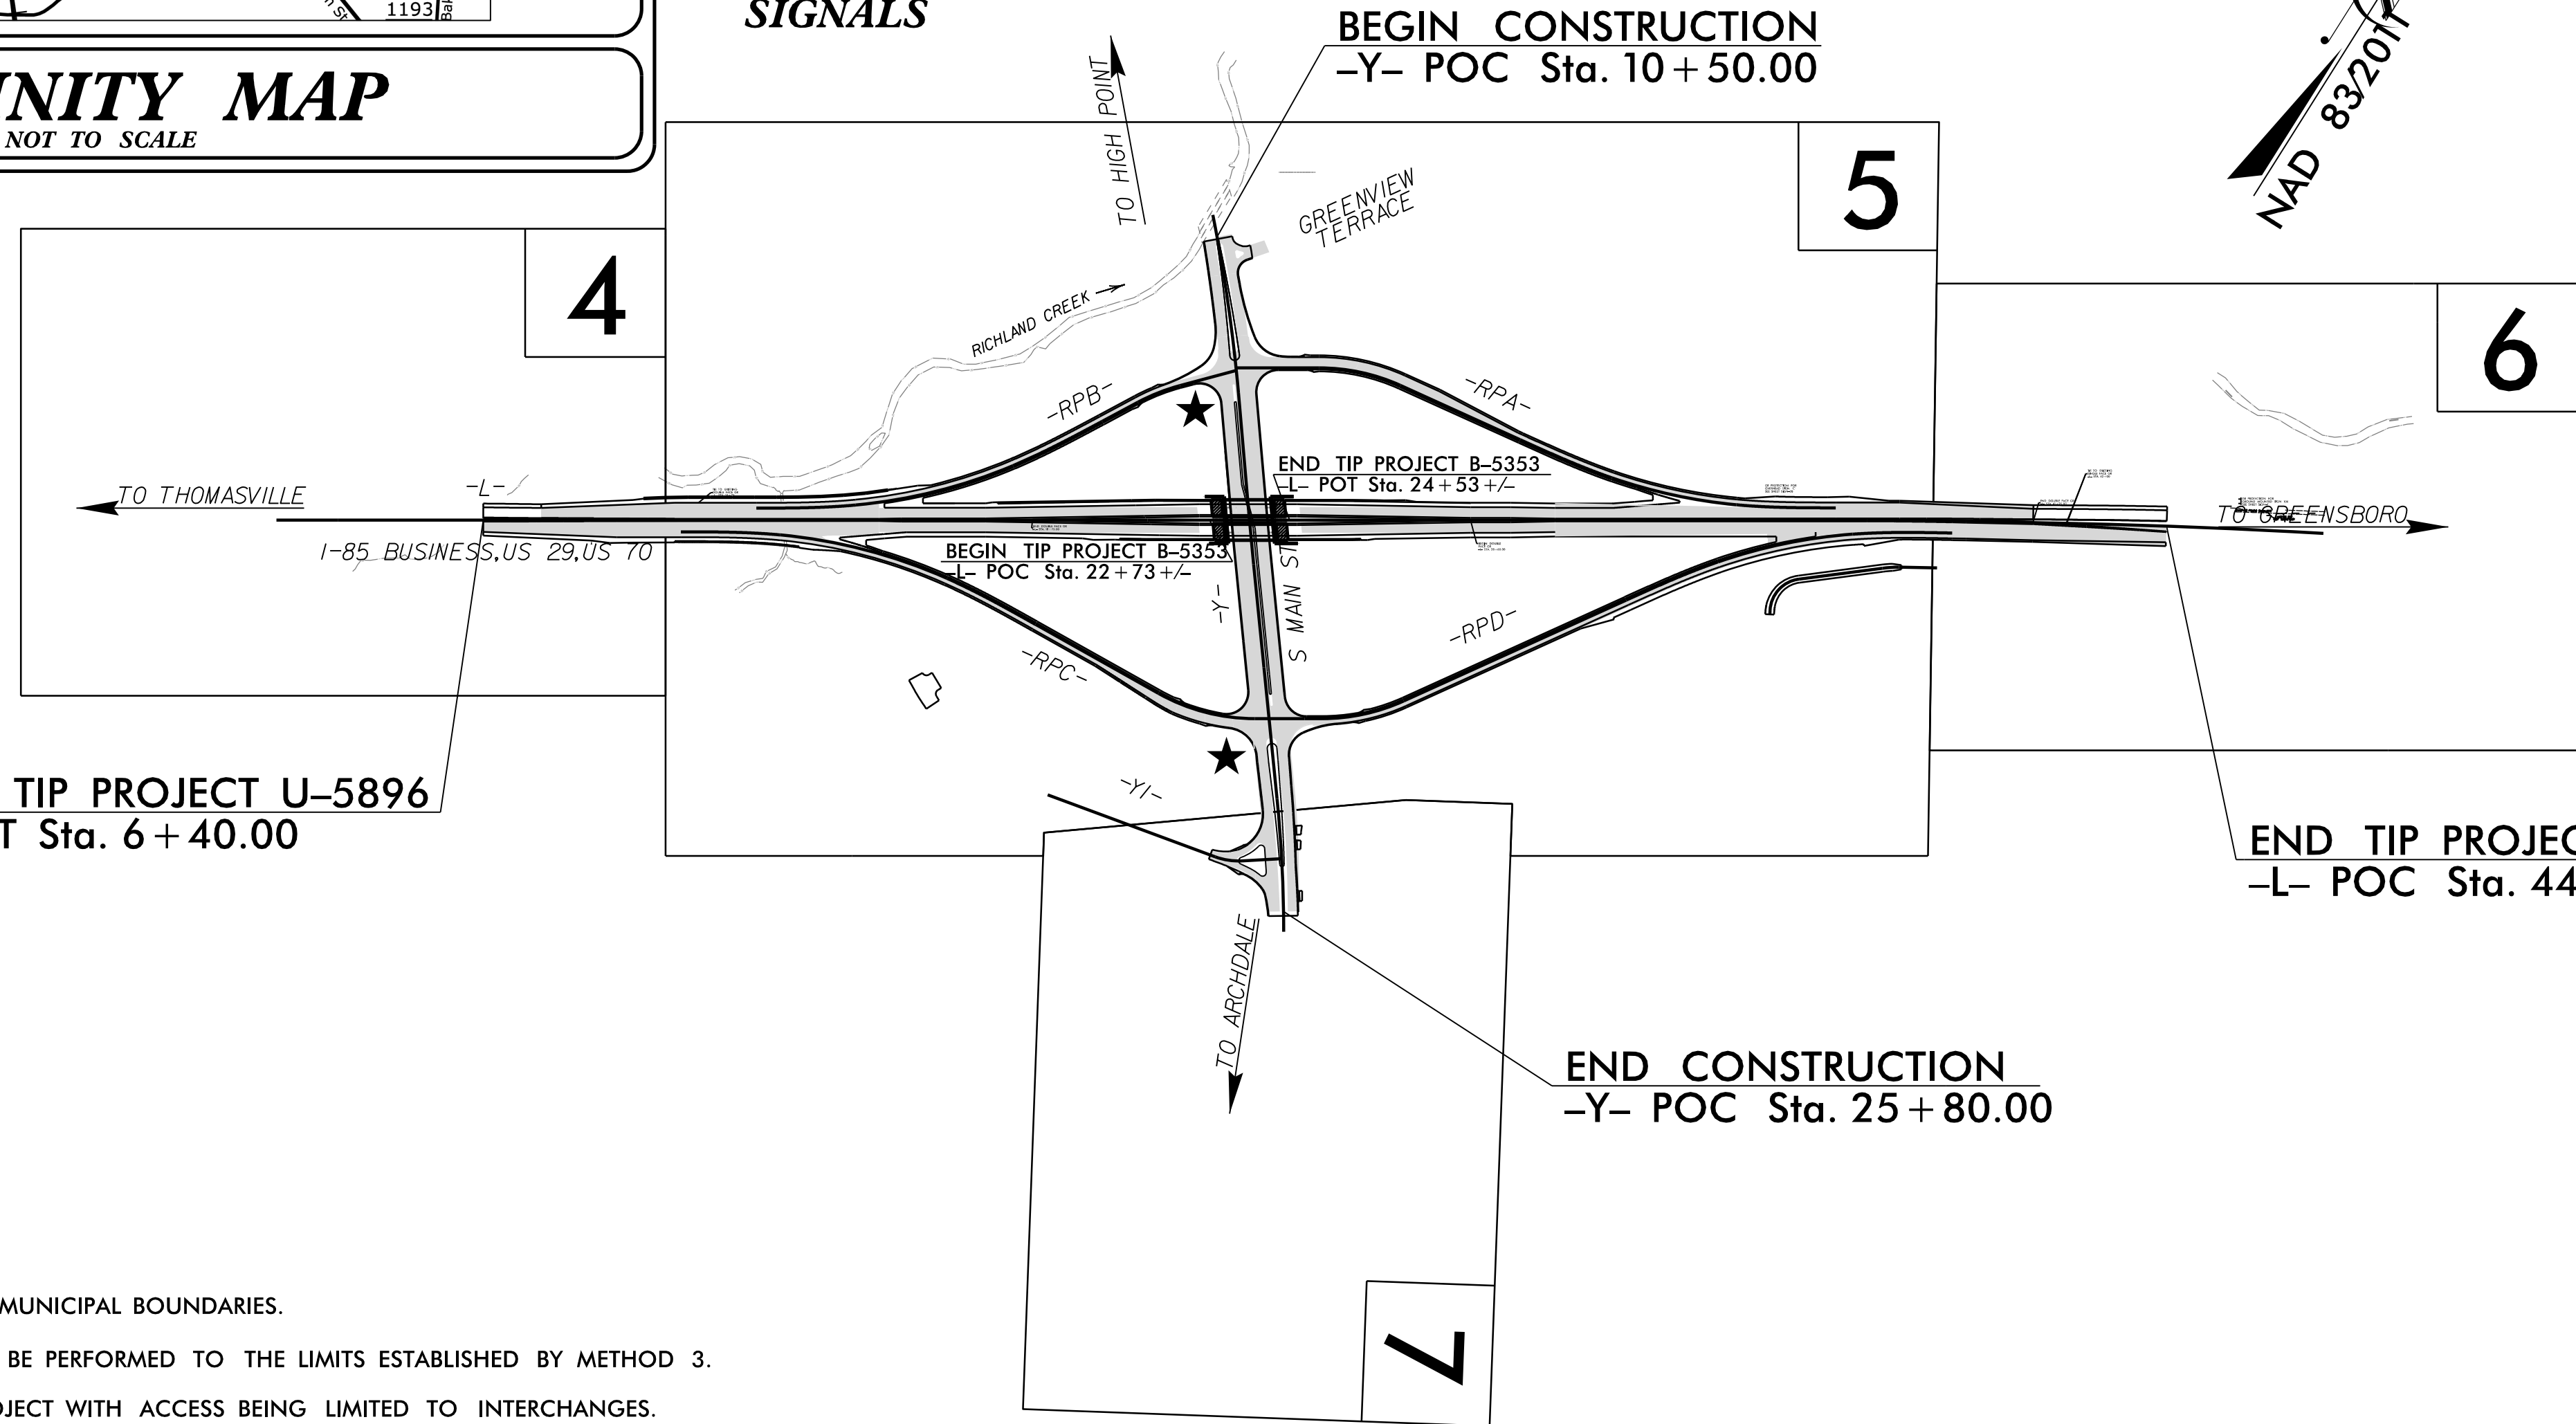 n St
1193
Bal
SIGNALS
NITY MAP
NOT TO SCALE
BEGIN CONSTRUCTION
–Y– POC Sta. 10+50.00
NAD 83/2011
TO HIGH POINT
GREENVIEW
TERRACE
5
4
6
RICHLAND CREEK
-RPB-
-RPA-
END TIP PROJECT B–5353
–L– POT Sta. 24+53 +/–
TO THOMASVILLE
-L-
TO GREENSBORO
I-85 BUSINESS,US 29,US 70
BEGIN TIP PROJECT B–5353
–L– POC Sta. 22+73 +/–
-Y-
S MAIN ST
-RPC-
-RPD-
TIP PROJECT U–5896
T Sta. 6+40.00
-Y1-
END TIP PROJEC
–L– POC Sta. 44
TO ARCHDALE
END CONSTRUCTION
–Y– POC Sta. 25+80.00
7
MUNICIPAL BOUNDARIES.
BE PERFORMED TO THE LIMITS ESTABLISHED BY METHOD 3.
OJECT WITH ACCESS BEING LIMITED TO INTERCHANGES.